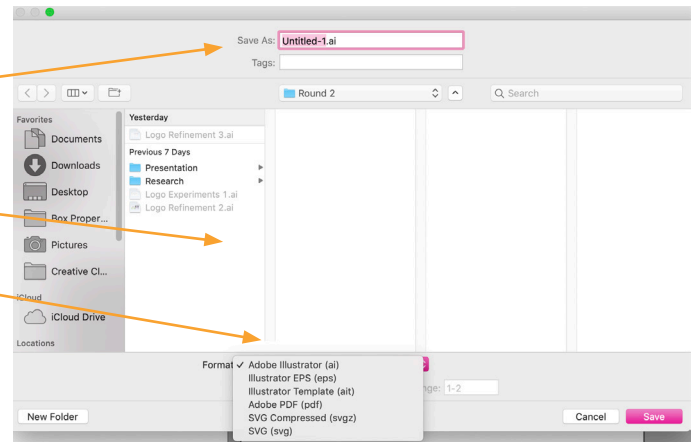 Save As: Untitled-1.ai
Tags:
Round 2
Search
Favorites
Documents
Downloads
Desktop
Box Proper...
Pictures
Creative Cl...
iCloud
iCloud Drive
Locations
Yesterday
Logo Refinement 3.ai
Previous 7 Days
Presentation
Research
Logo Experiments 1.ai
Logo Refinement 2.ai
Format
✓ Adobe Illustrator (ai)
Illustrator EPS (eps)
Illustrator Template (ait)
Adobe PDF (pdf)
SVG Compressed (svgz)
SVG (svg)
1-2
New Folder
Cancel
Save